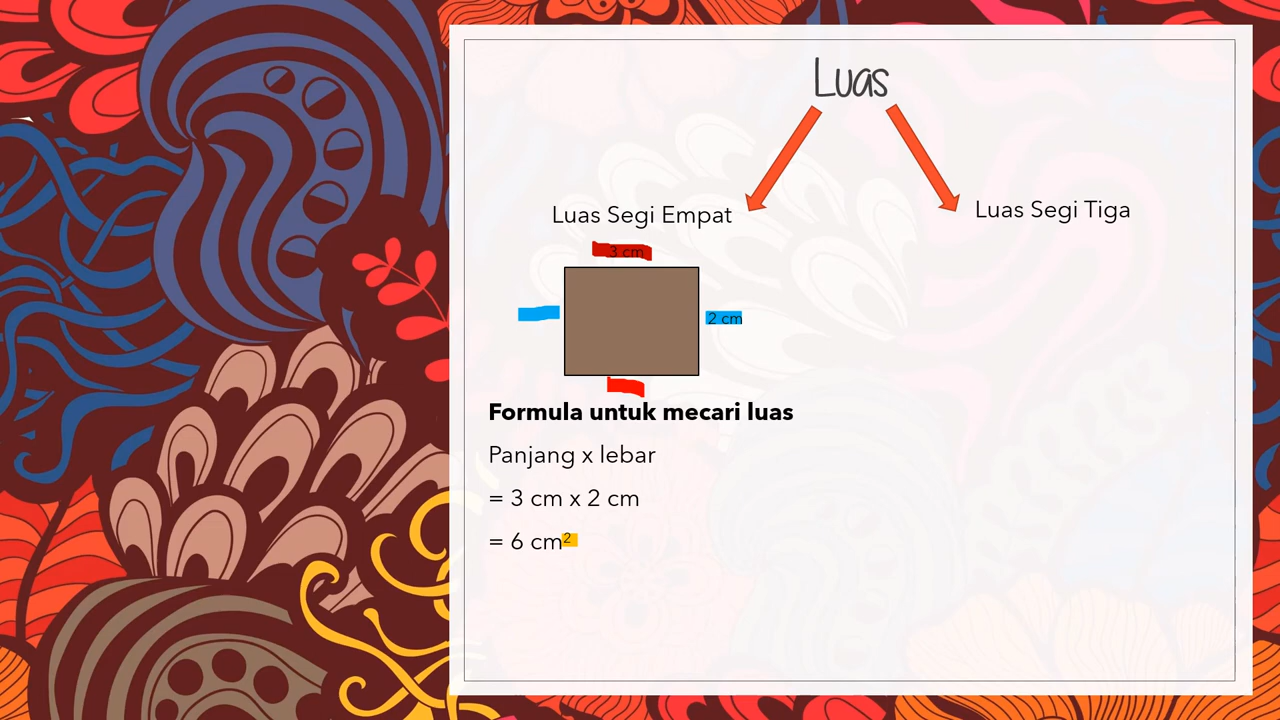 Luas
Luas Segi Empat
Luas Segi Tiga
3 cm
2 cm
Formula untuk mecari luas
Panjang x lebar
= 3 cm x 2 cm
= 6 cm²